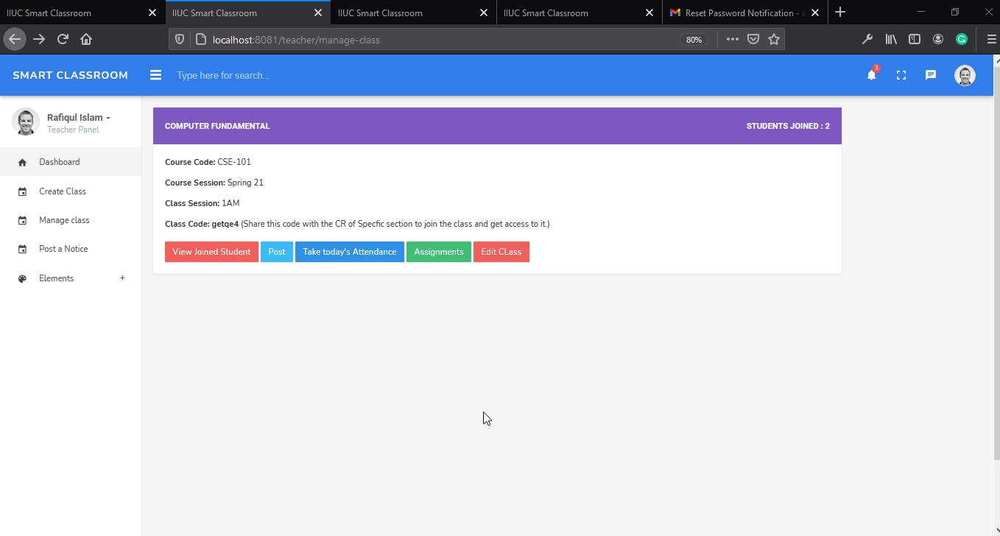 IIUC Smart Classroom
IIUC Smart Classroom
IIUC Smart Classroom
IIUC Smart Classroom
Reset Password Notification - a
localhost:8081/teacher/manage-class
80%
SMART CLASSROOM
Type here for search...
3
Rafiqul Islam
Teacher Panel
Dashboard
Create Class
Manage class
Post a Notice
Elements +
COMPUTER FUNDAMENTAL
STUDENTS JOINED : 2
Course Code: CSE-101
Course Session: Spring 21
Class Session: 1AM
Class Code: getqe4 (Share this code with the CR of Specfic section to join the class and get access to it.)
View Joined Student
Post
Take today's Attendance
Assignments
Edit CLass